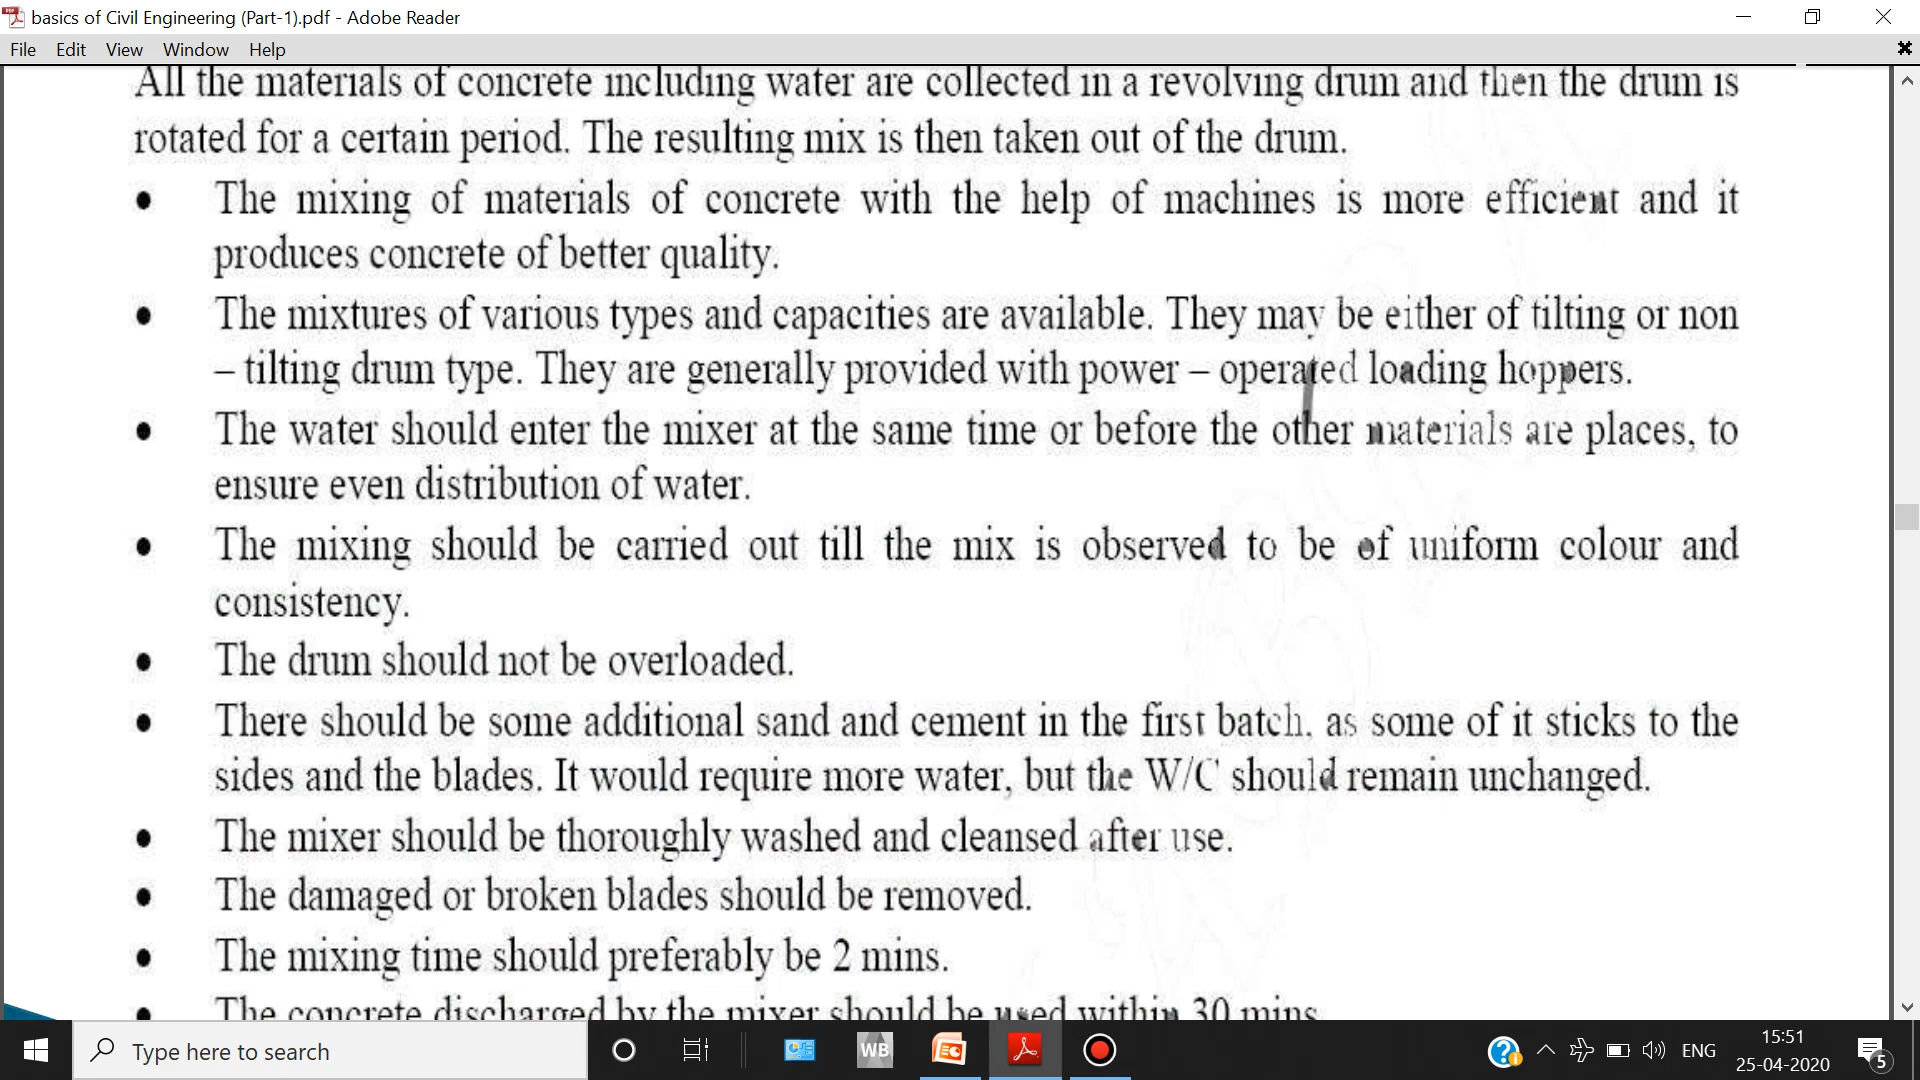 basics of Civil Engineering (Part-1).pdf - Adobe Reader
File Edit View Window Help
All the materials of concrete including water are collected in a revolving drum and then the drum is
rotated for a certain period. The resulting mix is then taken out of the drum.
• The mixing of materials of concrete with the help of machines is more efficient and it
produces concrete of better quality.
• The mixtures of various types and capacities are available. They may be either of tilting or non
– tilting drum type. They are generally provided with power – operated loading hoppers.
• The water should enter the mixer at the same time or before the other materials are places, to
ensure even distribution of water.
• The mixing should be carried out till the mix is observed to be of uniform colour and
consistency.
• The drum should not be overloaded.
• There should be some additional sand and cement in the first batch, as some of it sticks to the
sides and the blades. It would require more water, but the W/C should remain unchanged.
• The mixer should be thoroughly washed and cleansed after use.
• The damaged or broken blades should be removed.
• The mixing time should preferably be 2 mins.
• The concrete discharged by the mixer should be used within 30 mins
Type here to search
WB
ENG
15:51
25-04-2020
5